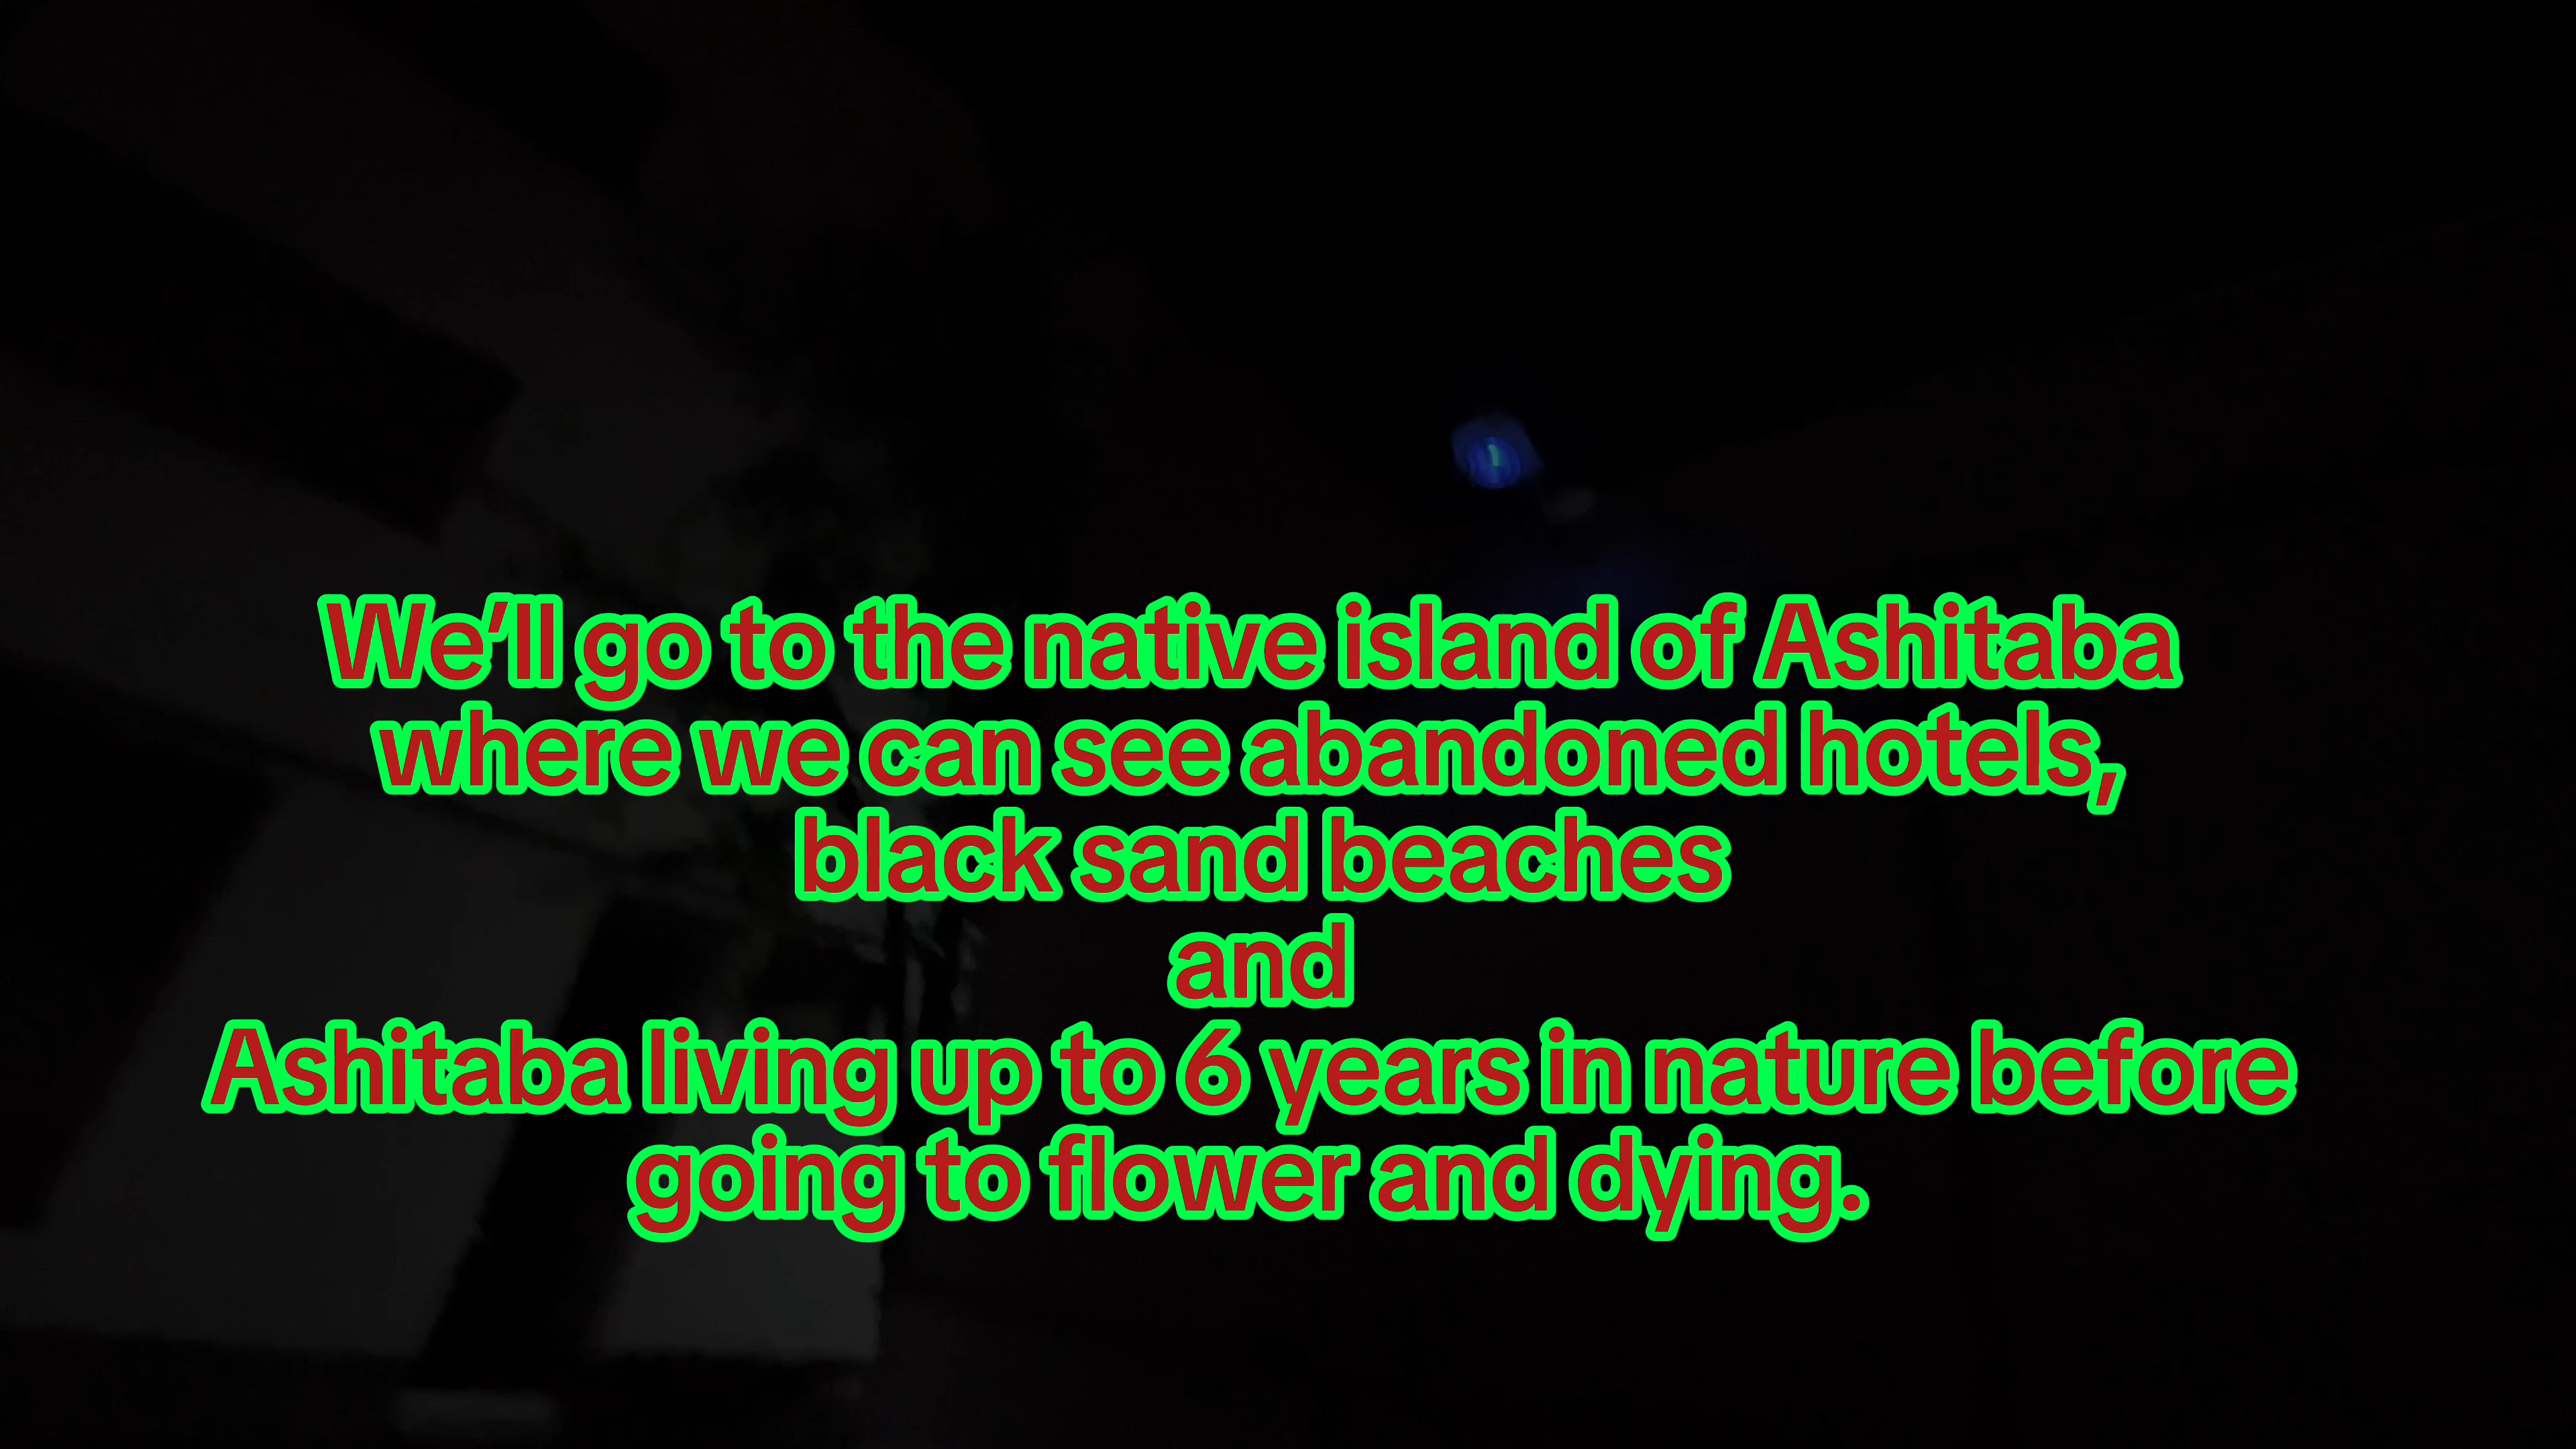 We'll go to the native island of Ashitaba
where we can see abandoned hotels,
black sand beaches
and
Ashitaba living up to 6 years in nature before
going to flower and dying.